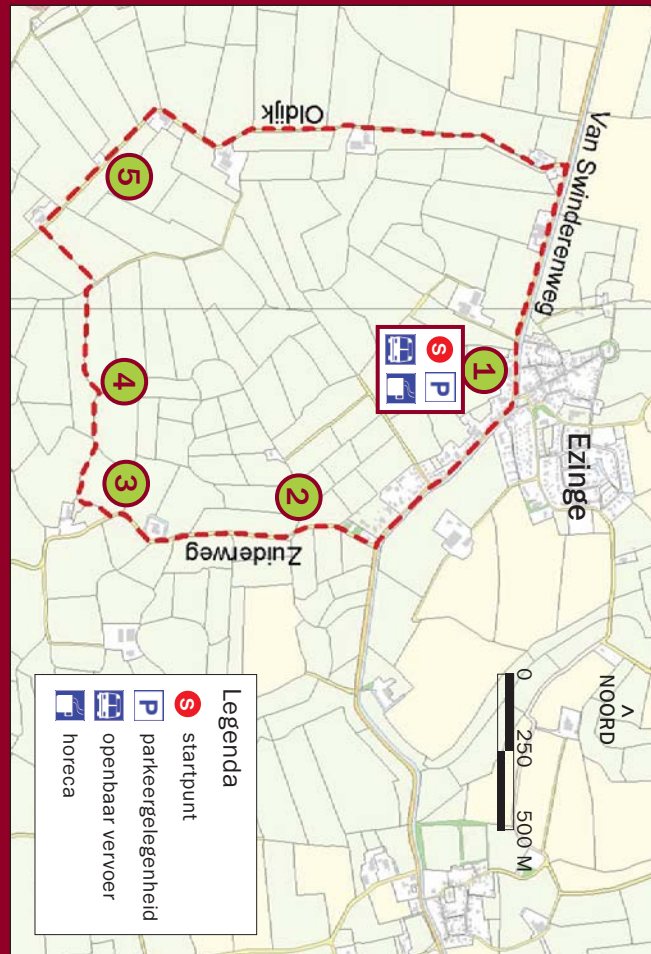 Van Swinderenweg
Oldijk
Ezinge
Zuiderweg
1
S
P
2
3
4
5
^
NOORD
0 250 500 M
Legenda
S startpunt
P parkeergelegenheid
openbaar vervoer
horeca